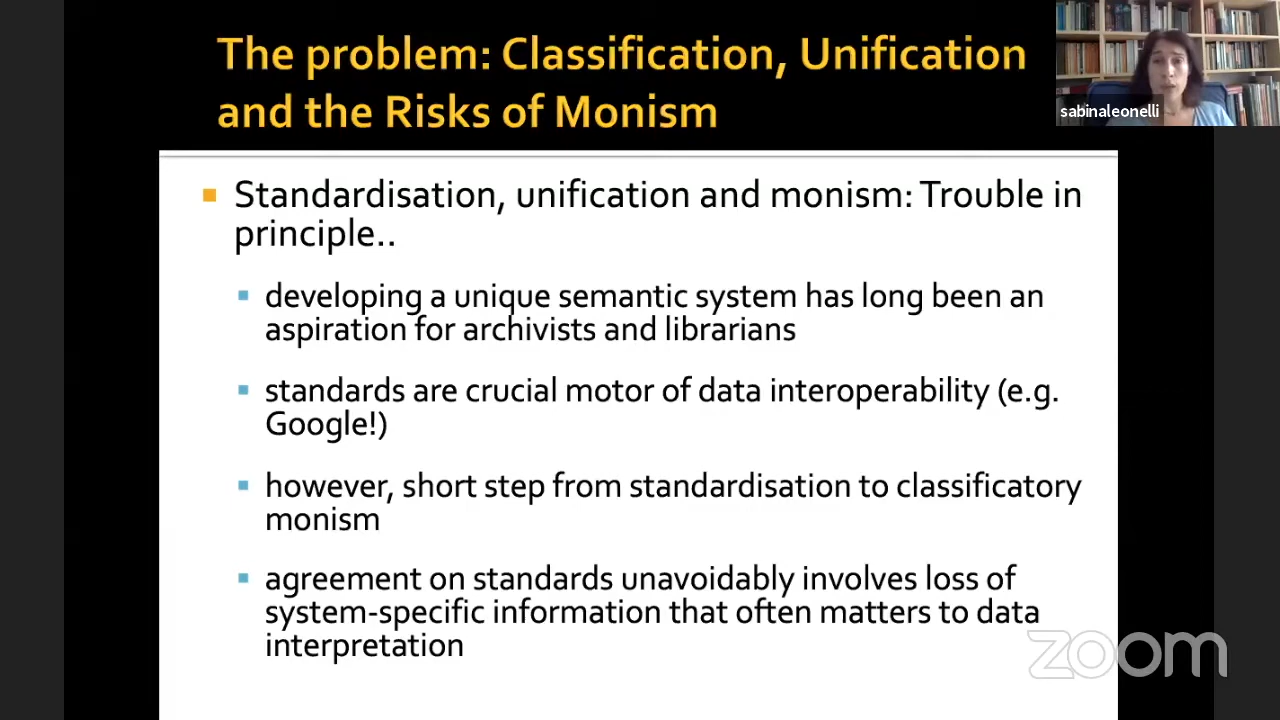 The problem: Classification, Unification
and the Risks of Monism
sabinaleonelli
Standardisation, unification and monism: Trouble in
principle..
developing a unique semantic system has long been an
aspiration for archivists and librarians
standards are crucial motor of data interoperability (e.g.
Google!)
however, short step from standardisation to classificatory
monism
agreement on standards unavoidably involves loss of
system-specific information that often matters to data
interpretation
zoom